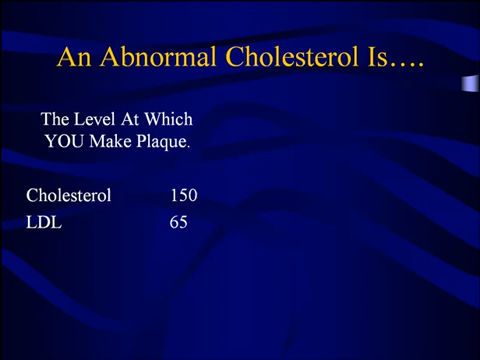 An Abnormal Cholesterol Is….
The Level At Which
YOU Make Plaque.
Cholesterol 150
LDL 65